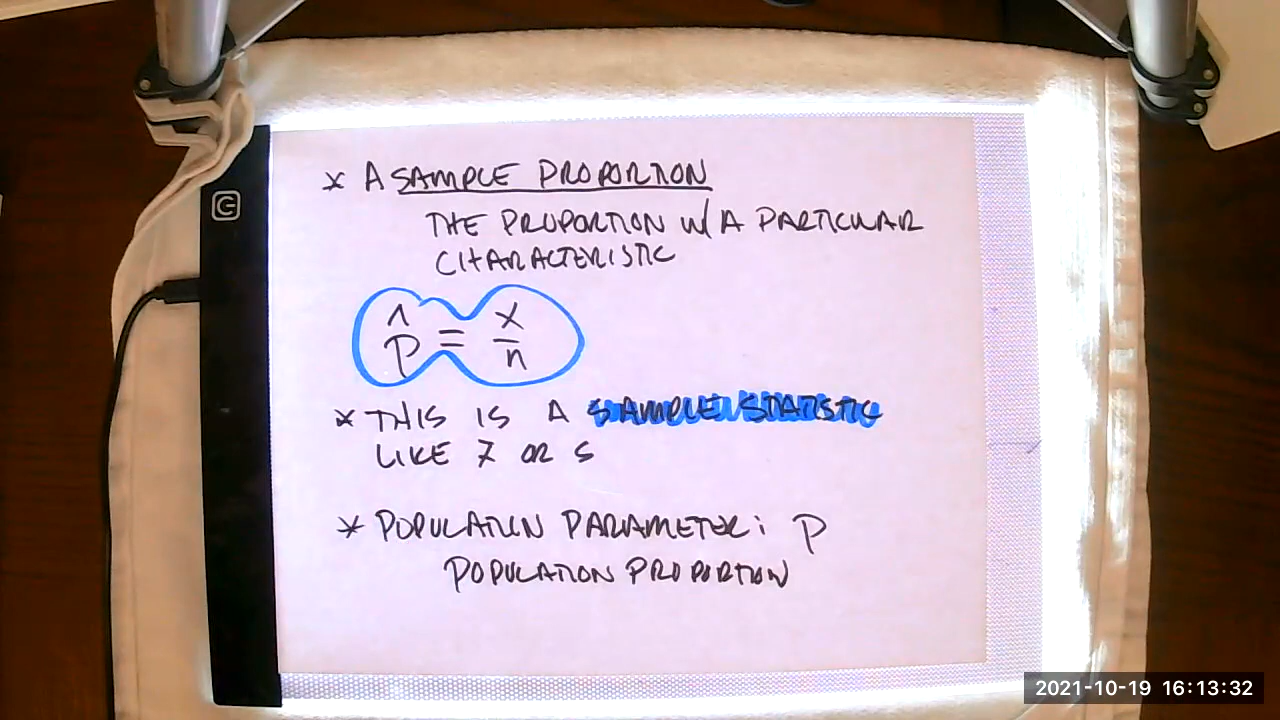 * A SAMPLE PROPORTION
THE PROPORTION W/ A PARTICULAR
CHARACTERISTIC
p̂ = x/n
* THIS IS A SAMPLE STATISTIC
LIKE x̄ OR S
* POPULATION PARAMETER: p
POPULATION PROPORTION
2021-10-19 16:13:32